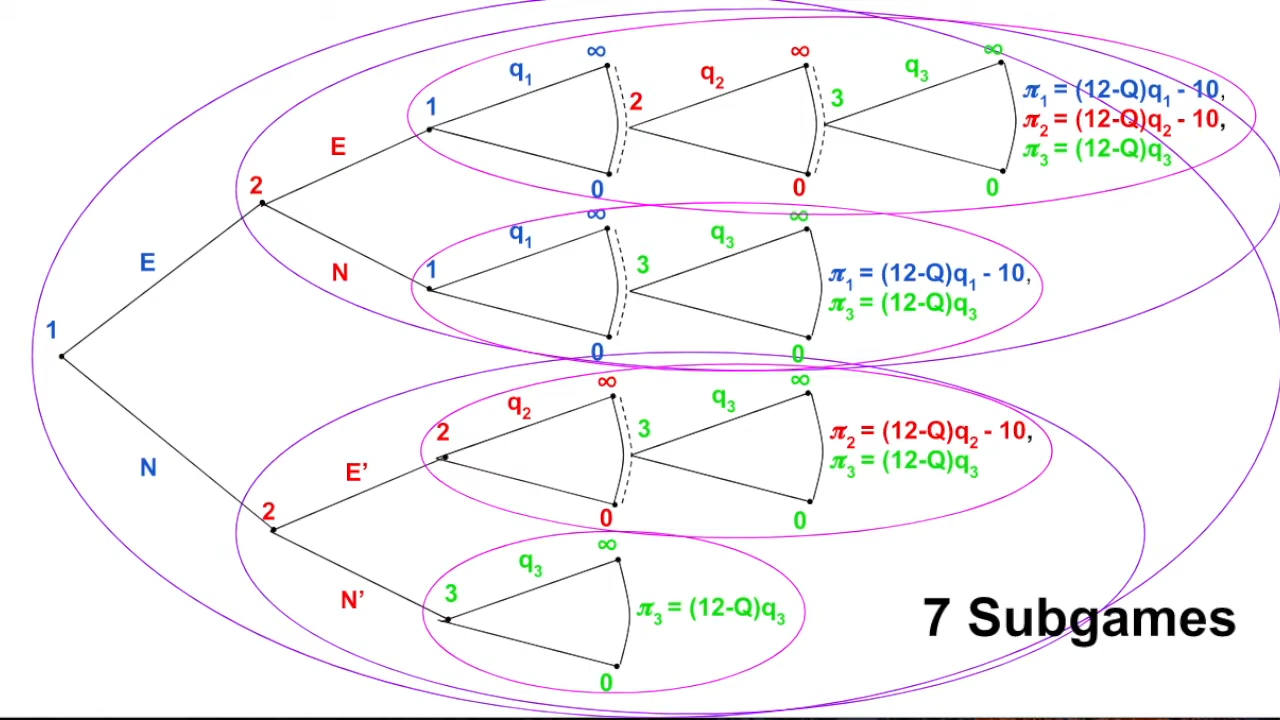 ∞ ∞ ∞
q₁ q₂ q₃
1 2 3
π₁ = (12-Q)q₁ - 10,
π₂ = (12-Q)q₂ - 10,
π₃ = (12-Q)q₃
E
2 0 0 0
∞ ∞
q₁ q₃
E N 1 3
π₁ = (12-Q)q₁ - 10,
π₃ = (12-Q)q₃
1 0 0
∞ ∞
q₂ q₃
2 3
π₂ = (12-Q)q₂ - 10,
π₃ = (12-Q)q₃
N E’
2 0 0
∞
q₃
N’ 3
π₃ = (12-Q)q₃
0
7 Subgames